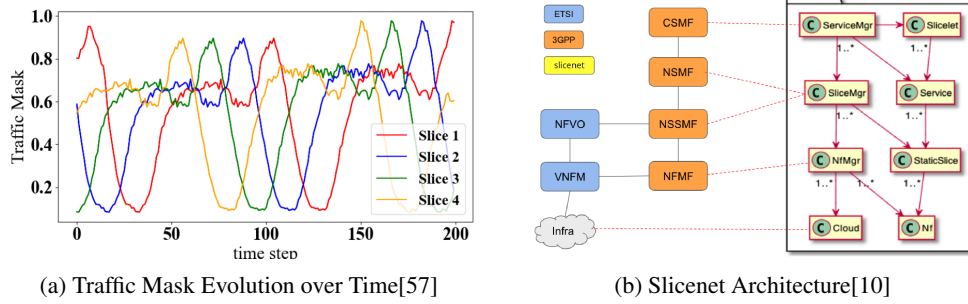 1.0
0.8
0.6
0.4
0.2
Traffic Mask
Slice 1
Slice 2
Slice 3
Slice 4
0
50
100
150
200
time step
(a) Traffic Mask Evolution over Time[57]
ETSI
3GPP
slicenet
CSMF
NSMF
NFVO
NSSMF
VNFM
NFMF
Infra
C ServiceMgr
C Slicelet
1..*
1..*
C SliceMgr
C Service
1..*
1..*
C NfMgr
C StaticSlice
1..*
1..*
1..*
C Cloud
C Nf
(b) Slicenet Architecture[10]